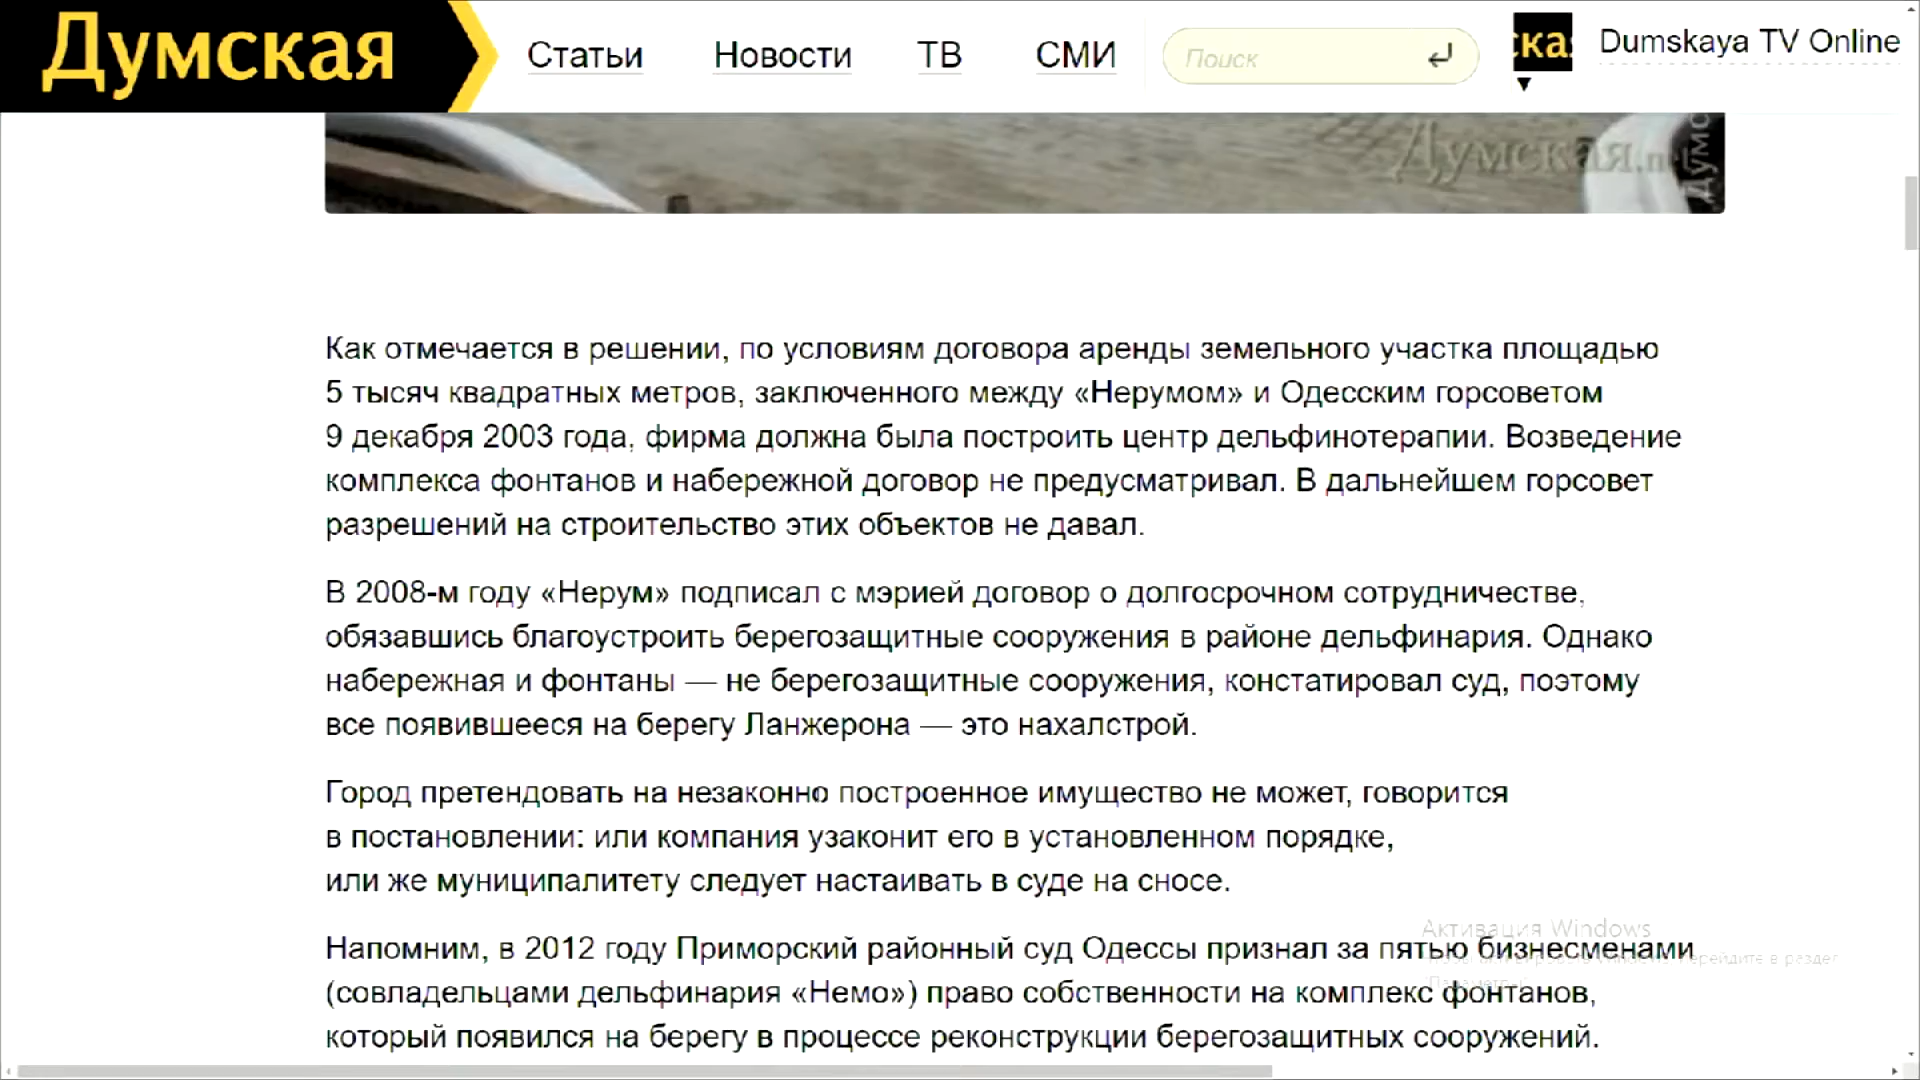 Думская
Статьи
Новости
ТВ
СМИ
Поиск
ская
Dumskaya TV Online
Думская.net
Как отмечается в решении, по условиям договора аренды земельного участка площадью
5 тысяч квадратных метров, заключенного между «Нерумом» и Одесским горсоветом
9 декабря 2003 года, фирма должна была построить центр дельфинотерапии. Возведение
комплекса фонтанов и набережной договор не предусматривал. В дальнейшем горсовет
разрешений на строительство этих объектов не давал.
В 2008-м году «Нерум» подписал с мэрией договор о долгосрочном сотрудничестве,
обязавшись благоустроить берегозащитные сооружения в районе дельфинария. Однако
набережная и фонтаны — не берегозащитные сооружения, констатировал суд, поэтому
все появившееся на берегу Ланжерона — это нахалстрой.
Город претендовать на незаконно построенное имущество не может, говорится
в постановлении: или компания узаконит его в установленном порядке,
или же муниципалитету следует настаивать в суде на сносе.
Активация Windows
Напомним, в 2012 году Приморский районный суд Одессы признал за пятью бизнесменами
(совладельцами дельфинария «Немо») право собственности на комплекс фонтанов,
который появился на берегу в процессе реконструкции берегозащитных сооружений.